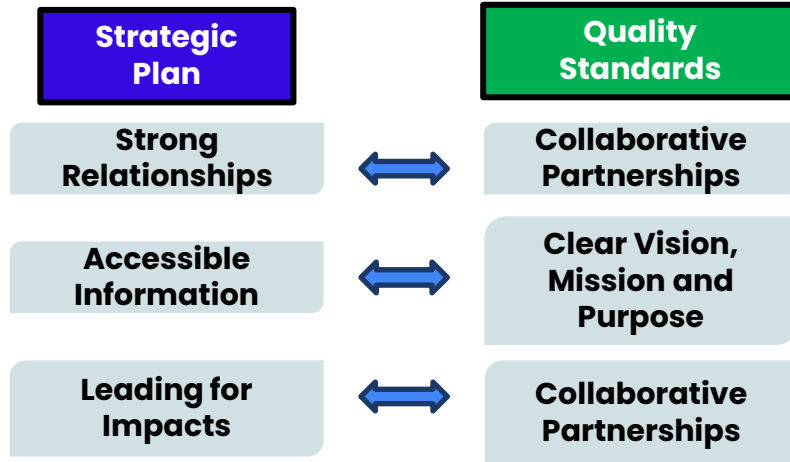 Strategic
Plan
Quality
Standards
Strong
Relationships
Collaborative
Partnerships
Accessible
Information
Clear Vision,
Mission and
Purpose
Leading for
Impacts
Collaborative
Partnerships